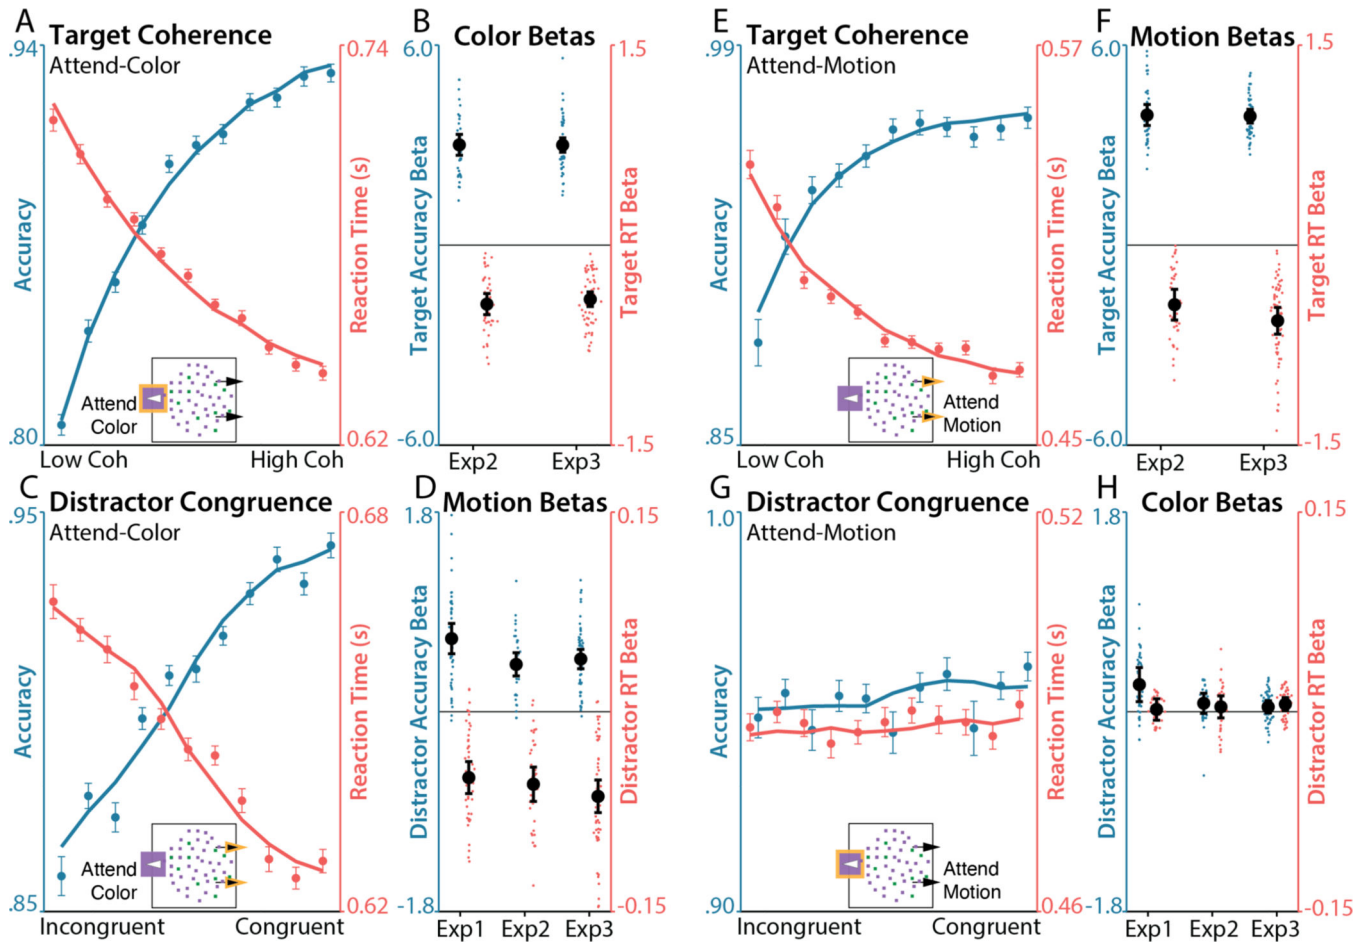 A
Target Coherence
Attend-Color
.94
.80
Accuracy
0.74
0.62
Reaction Time (s)
Attend
Color
Low Coh
High Coh
B
Color Betas
6.0
-6.0
Target Accuracy Beta
1.5
-1.5
Target RT Beta
Exp2
Exp3
E
Target Coherence
Attend-Motion
.99
.85
Accuracy
0.57
0.45
Reaction Time (s)
Attend
Motion
Low Coh
High Coh
F
Motion Betas
6.0
-6.0
Target Accuracy Beta
1.5
-1.5
Target RT Beta
Exp2
Exp3
C
Distractor Congruence
Attend-Color
.95
.85
Accuracy
0.68
0.62
Reaction Time (s)
Attend
Color
Incongruent
Congruent
D
Motion Betas
1.8
-1.8
Distractor Accuracy Beta
0.15
-0.15
Distractor RT Beta
Exp1
Exp2
Exp3
G
Distractor Congruence
Attend-Motion
1.0
.90
Accuracy
0.52
0.46
Reaction Time (s)
Attend
Motion
Incongruent
Congruent
H
Color Betas
1.8
-1.8
Distractor Accuracy Beta
0.15
-0.15
Distractor RT Beta
Exp1
Exp2
Exp3